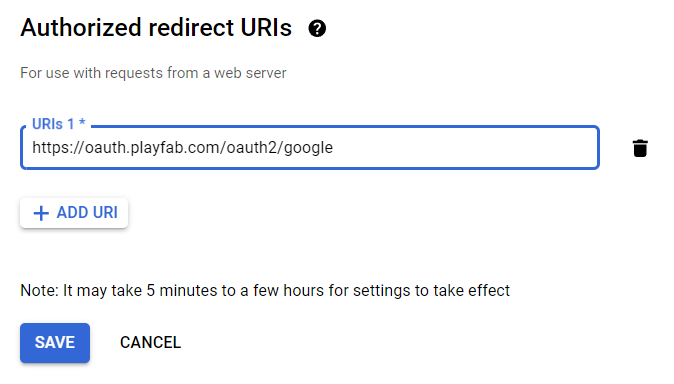 Authorized redirect URIs ?
For use with requests from a web server
URIs 1 *
https://oauth.playfab.com/oauth2/google
+ ADD URI
Note: It may take 5 minutes to a few hours for settings to take effect
SAVE CANCEL